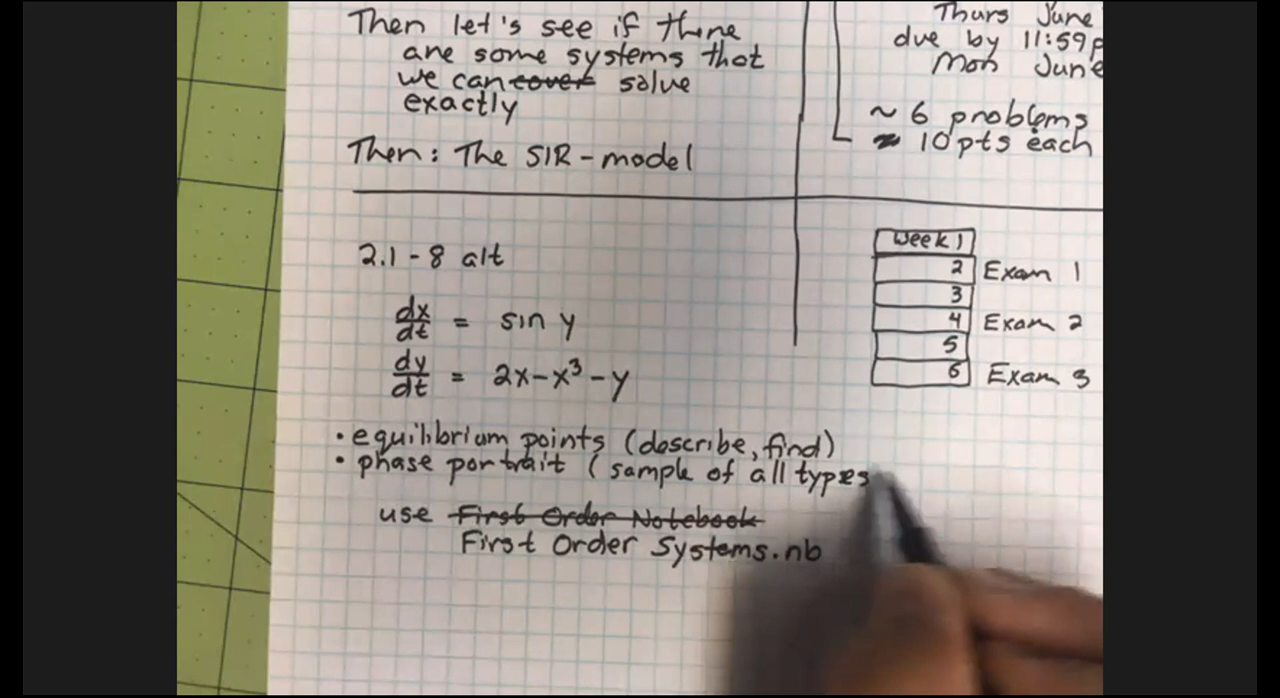 Then let's see if there
are some systems that
we can cover solve
exactly
Then: The SIR-model
Thurs June
due by 11:59p
Mon June
~ 6 problems
≈ 10pts each
2.1 - 8 alt
dx/dt = sin y
dy/dt = 2x-x³-y
• equilibrium points (describe, find)
• phase portrait ( sample of all types
use First Order Notebook
First Order Systems.nb
Week 1
2 Exam 1
3
4 Exam 2
5
6 Exam 3